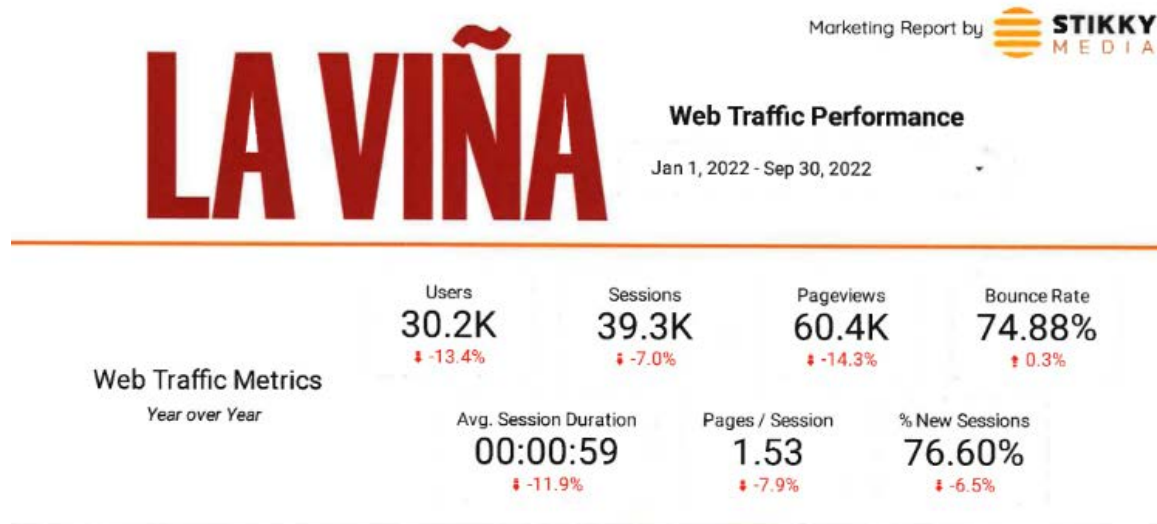 Marketing Report by STIKKY MEDIA
LA VIÑA
Web Traffic Performance
Jan 1, 2022 - Sep 30, 2022
Web Traffic Metrics
Year over Year
Users
30.2K
-13.4%
Sessions
39.3K
-7.0%
Pageviews
60.4K
-14.3%
Bounce Rate
74.88%
0.3%
Avg. Session Duration
00:00:59
-11.9%
Pages / Session
1.53
-7.9%
% New Sessions
76.60%
-6.5%